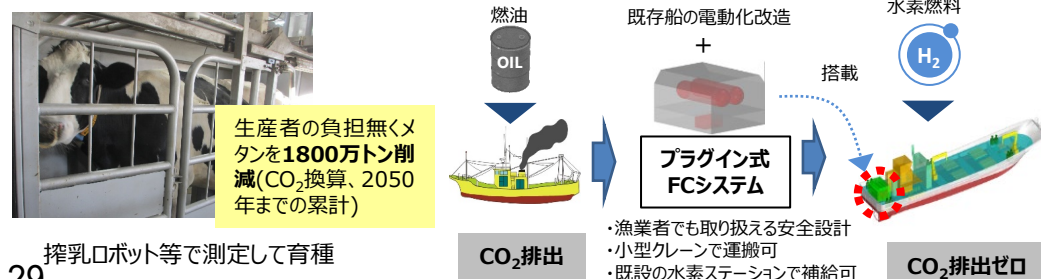 生産者の負担無くメ
タンを1800万トン削
減(CO₂換算、2050
年までの累計)
搾乳ロボット等で測定して育種
29
燃油
OIL
CO₂排出
既存船の電動化改造
+
プラグイン式
FCシステム
・漁業者でも取り扱える安全設計
・小型クレーンで運搬可
・既設の水素ステーションで補給可
搭載
水素燃料
H₂
CO₂排出ゼロ